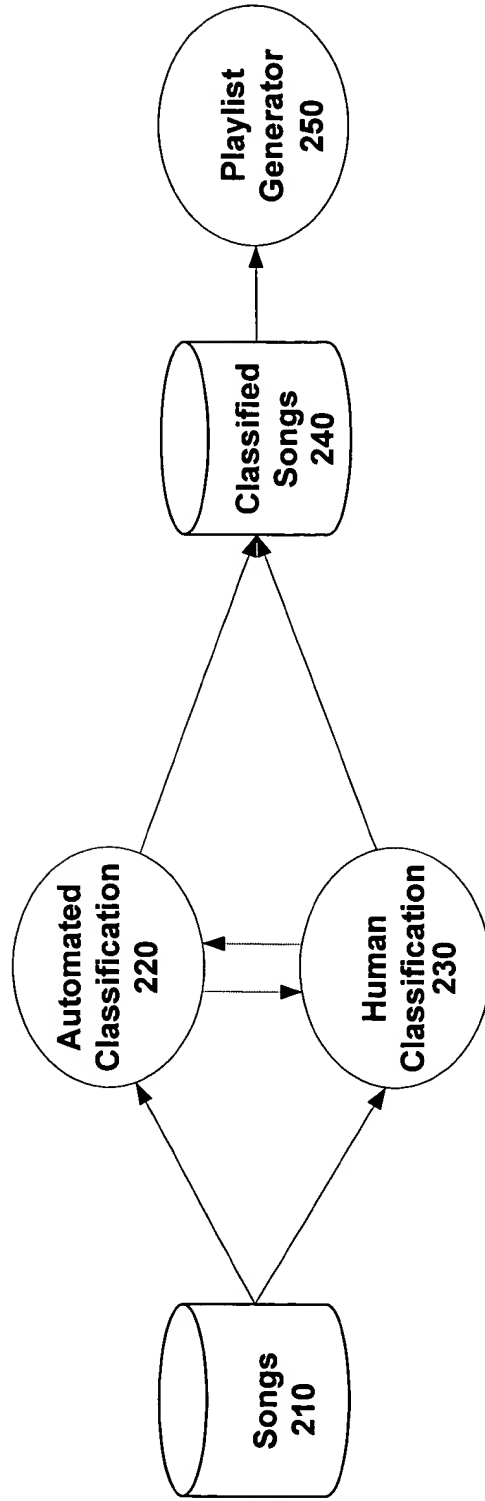 Songs
210
Automated
Classification
220
Human
Classification
230
Classified
Songs
240
Playlist
Generator
250